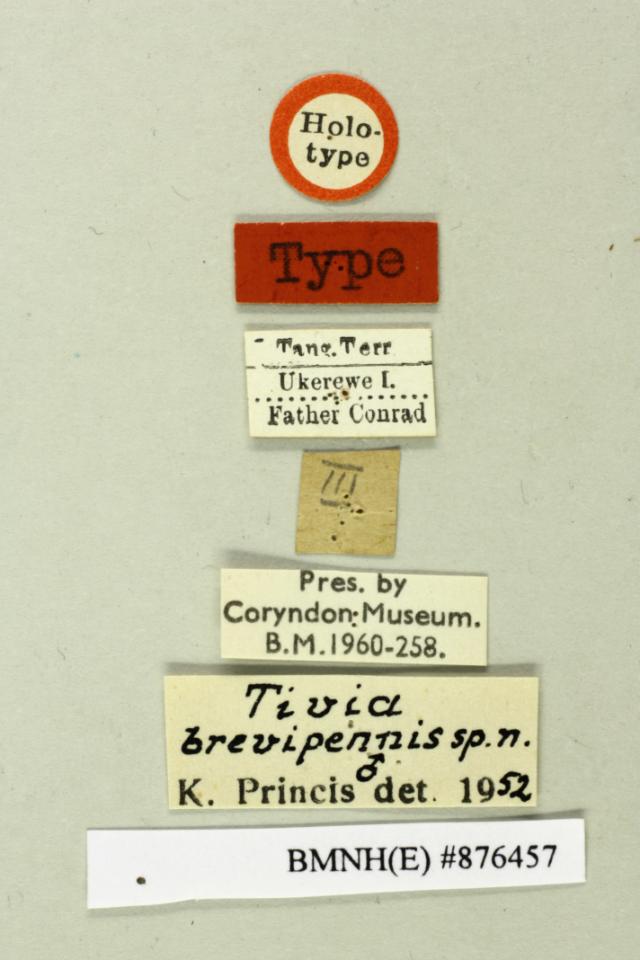 Holo-
type
Type
Tang. Terr
Ukerewe I.
Father Conrad
III
Pres. by
Coryndon Museum.
B.M.1960-258.
Tivia
brevipennis sp.n.
♂
K. Princis det. 1952
BMNH(E) #876457